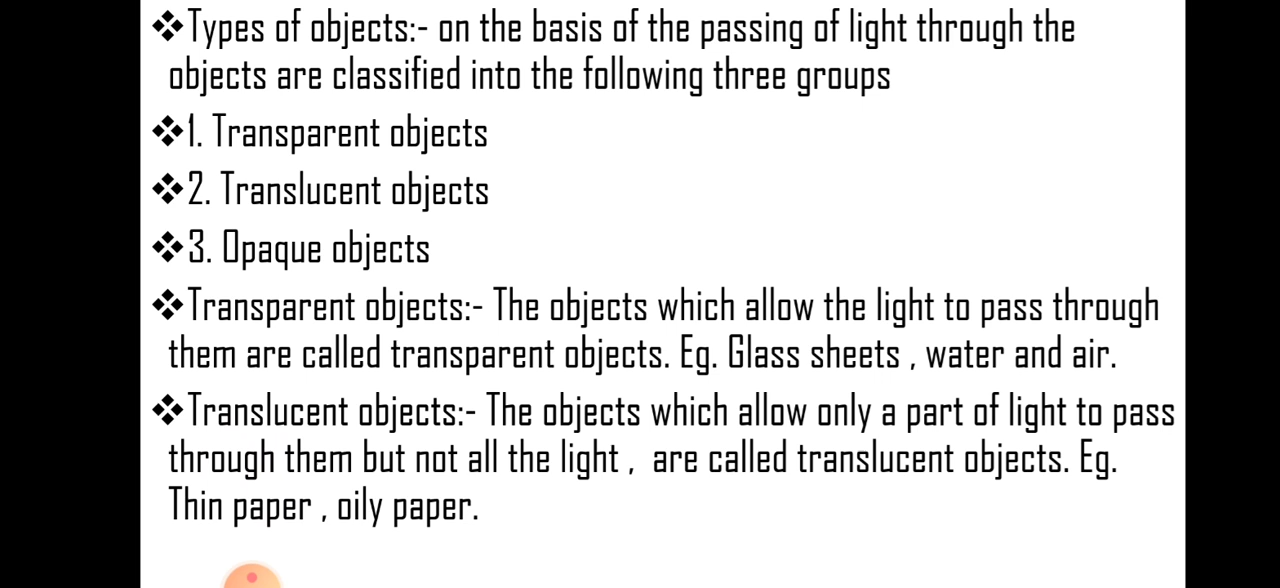 ❖Types of objects:- on the basis of the passing of light through the
objects are classified into the following three groups
❖1. Transparent objects
❖2. Translucent objects
❖3. Opaque objects
❖Transparent objects:- The objects which allow the light to pass through
them are called transparent objects. Eg. Glass sheets , water and air.
❖Translucent objects:- The objects which allow only a part of light to pass
through them but not all the light ,  are called translucent objects. Eg.
Thin paper , oily paper.